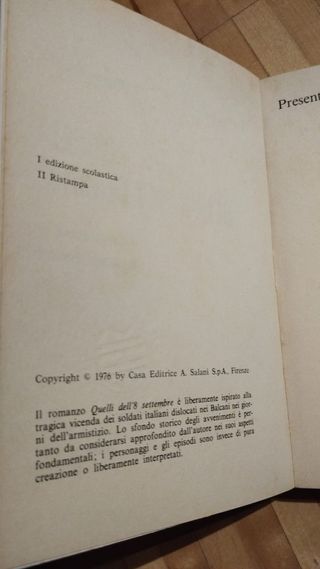 Present
I edizione scolastica
II Ristampa
Copyright © 1976 by Casa Editrice A. Salani S.p.A., Firenze
Il romanzo Quelli dell'8 settembre è liberamente ispirato alla
tragica vicenda dei soldati italiani dislocati nei Balcani nei gior-
ni dell'armistizio. Lo sfondo storico degli avvenimenti è per-
tanto da considerarsi approfondito dall'autore nei suoi aspetti
fondamentali; i personaggi e gli episodi sono invece di pura
creazione o liberamente interpretati.